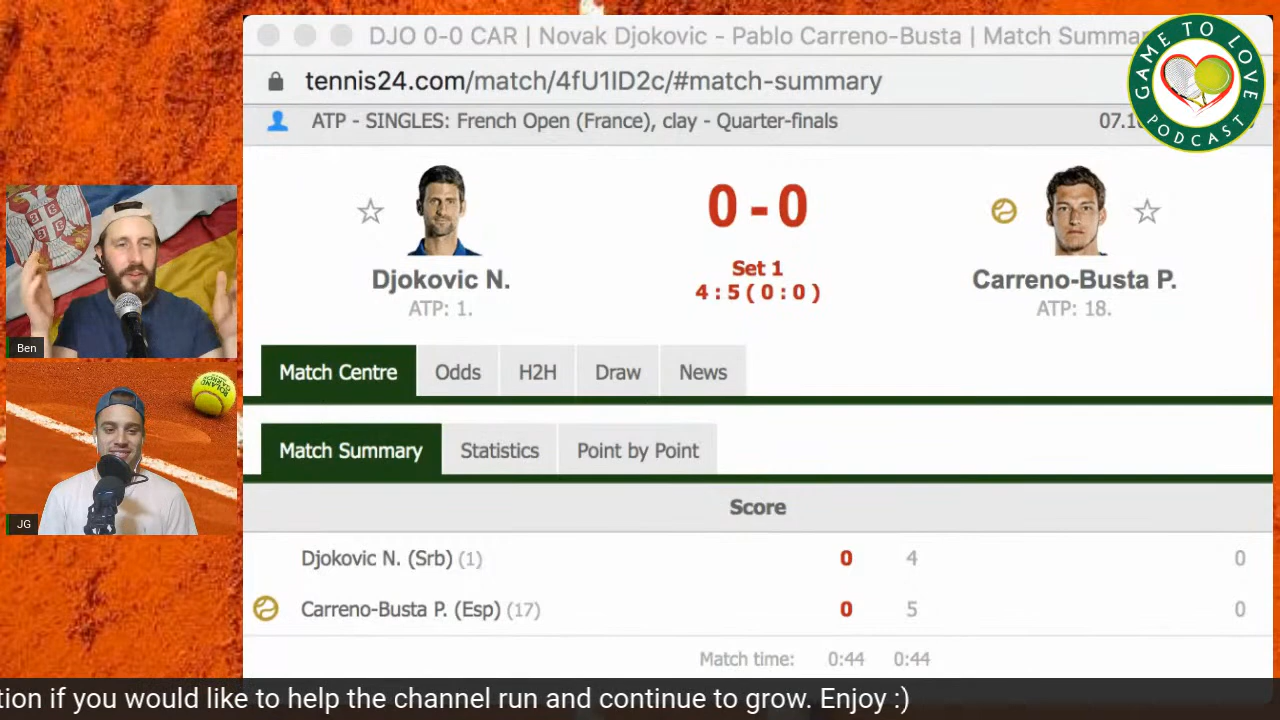 DJO 0-0 CAR | Novak Djokovic - Pablo Carreno-Busta | Match Summar
GAME TO LOVE PODCAST
tennis24.com/match/4fU1ID2c/#match-summary
ATP - SINGLES: French Open (France), clay - Quarter-finals
0 - 0
Set 1
4 : 5 ( 0 : 0 )
Djokovic N.
ATP: 1.
Carreno-Busta P.
ATP: 18.
Ben
Match Centre Odds H2H Draw News
ROLAND
Match Summary Statistics Point by Point
Score
JG
Djokovic N. (Srb) (1) 0 4 0
Carreno-Busta P. (Esp) (17) 0 5 0
Match time: 0:44 0:44
tion if you would like to help the channel run and continue to grow. Enjoy :)